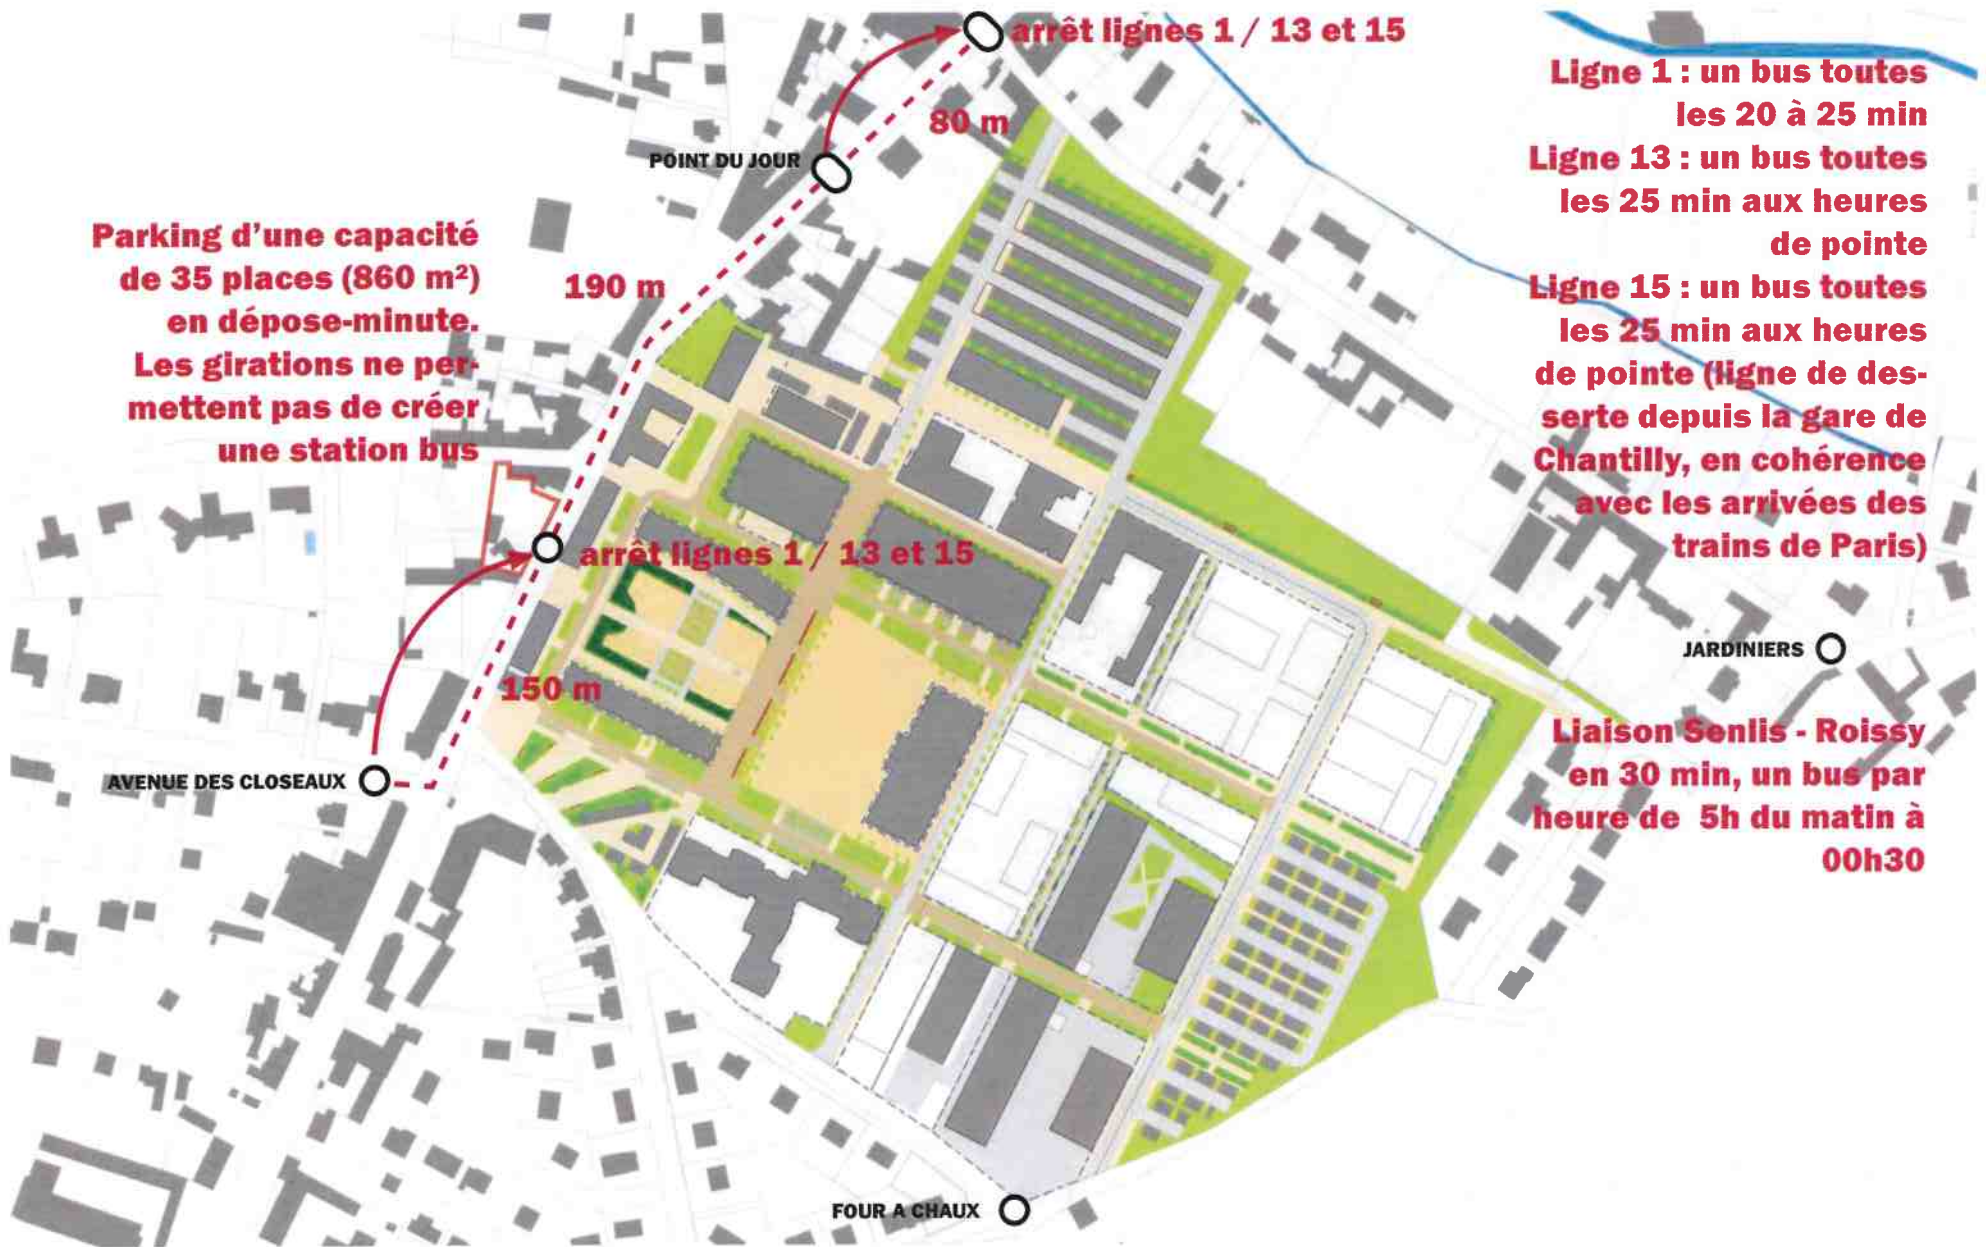 arrêt lignes 1 / 13 et 15
80 m
POINT DU JOUR
190 m
Parking d'une capacité
de 35 places (860 m²)
en dépose-minute.
Les girations ne per-
mettent pas de créer
une station bus
Ligne 1 : un bus toutes
les 20 à 25 min
Ligne 13 : un bus toutes
les 25 min aux heures
de pointe
Ligne 15 : un bus toutes
les 25 min aux heures
de pointe (ligne de des-
serte depuis la gare de
Chantilly, en cohérence
avec les arrivées des
trains de Paris)
arrêt lignes 1 / 13 et 15
150 m
AVENUE DES CLOSEAUX
JARDINIERS
Liaison Senlis - Roissy
en 30 min, un bus par
heure de 5h du matin à
00h30
FOUR A CHAUX